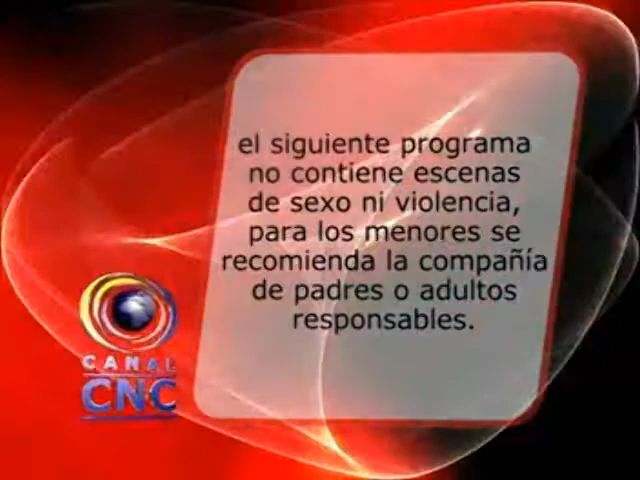 el siguiente programa
no contiene escenas
de sexo ni violencia,
para los menores se
recomienda la compañía
de padres o adultos
responsables.
CANAL
CNC